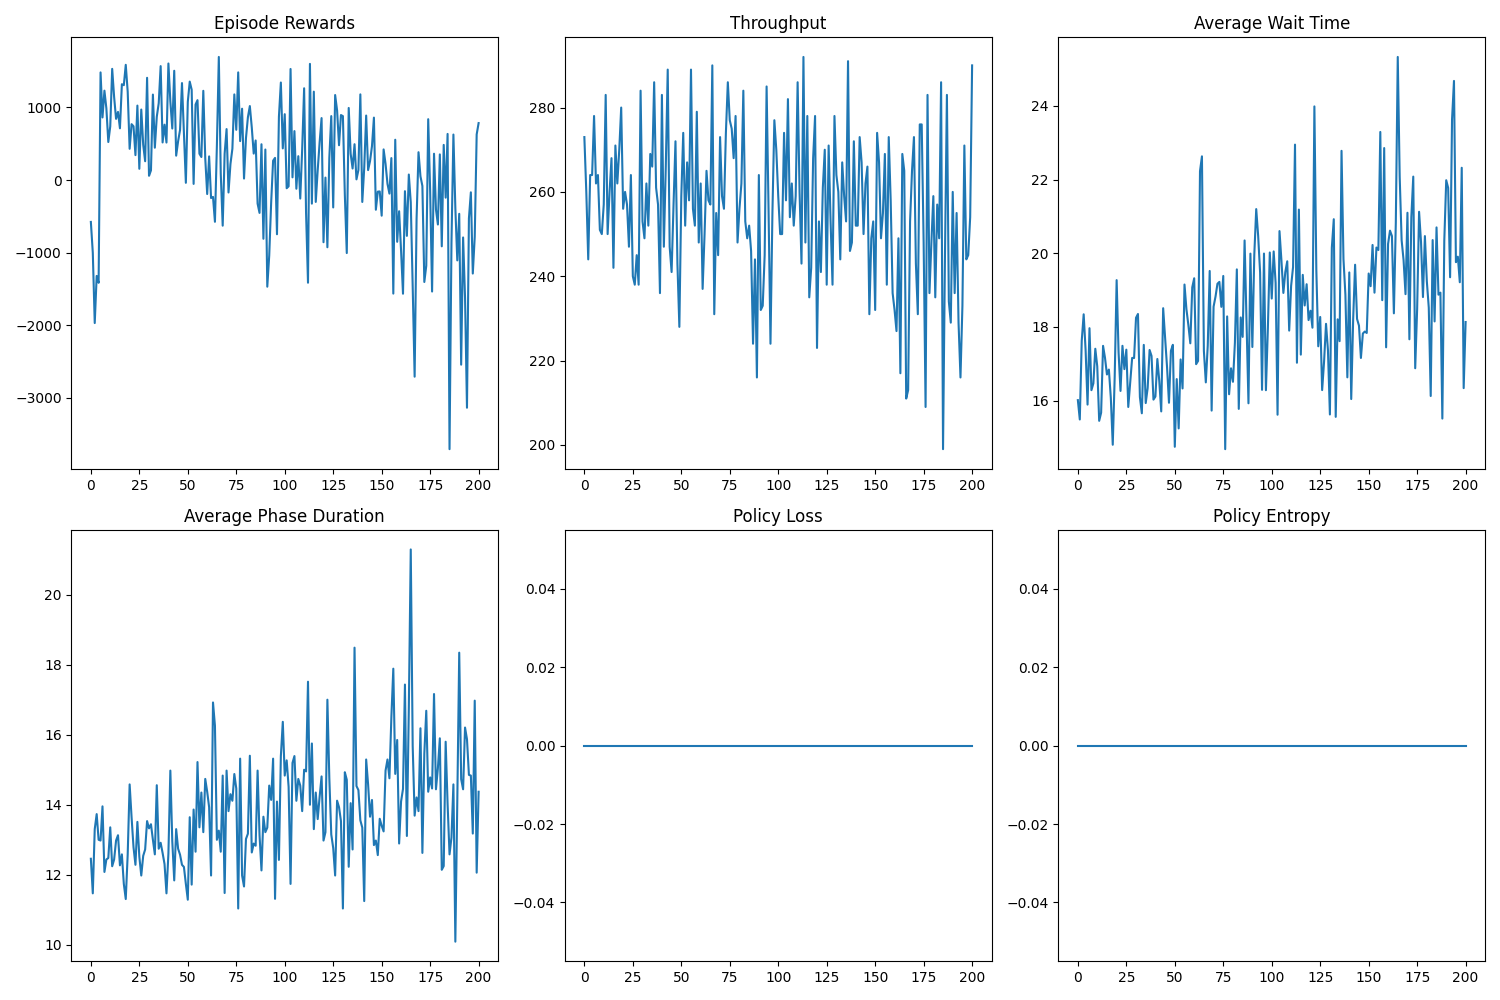 Episode Rewards
1000
0
−1000
−2000
−3000
0 25 50 75 100 125 150 175 200
Throughput
280
260
240
220
200
0 25 50 75 100 125 150 175 200
Average Wait Time
24
22
20
18
16
0 25 50 75 100 125 150 175 200
Average Phase Duration
20
18
16
14
12
10
0 25 50 75 100 125 150 175 200
Policy Loss
0.04
0.02
0.00
−0.02
−0.04
0 25 50 75 100 125 150 175 200
Policy Entropy
0.04
0.02
0.00
−0.02
−0.04
0 25 50 75 100 125 150 175 200